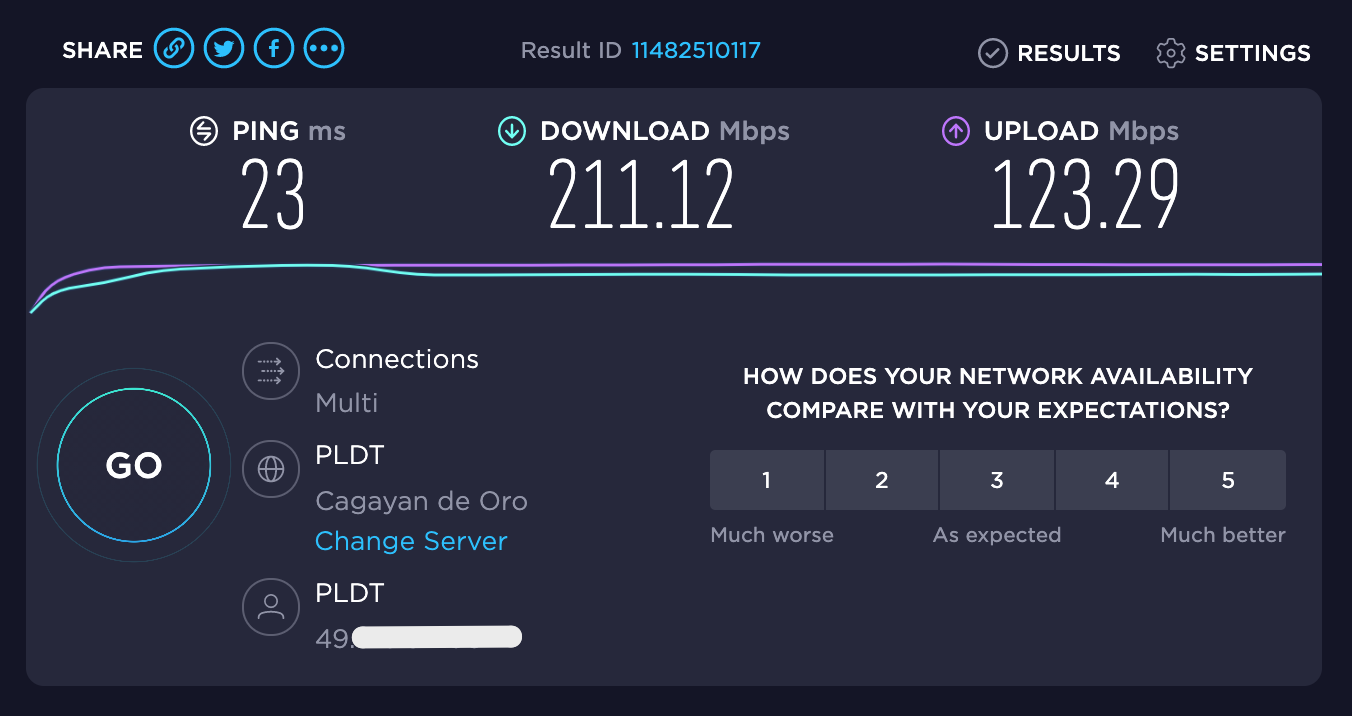 SHARE
Result ID 11482510117
RESULTS
SETTINGS
PING ms
23
DOWNLOAD Mbps
211.12
UPLOAD Mbps
123.29
GO
Connections
Multi
PLDT
Cagayan de Oro
Change Server
PLDT
49.
HOW DOES YOUR NETWORK AVAILABILITY
COMPARE WITH YOUR EXPECTATIONS?
1 2 3 4 5
Much worse As expected Much better